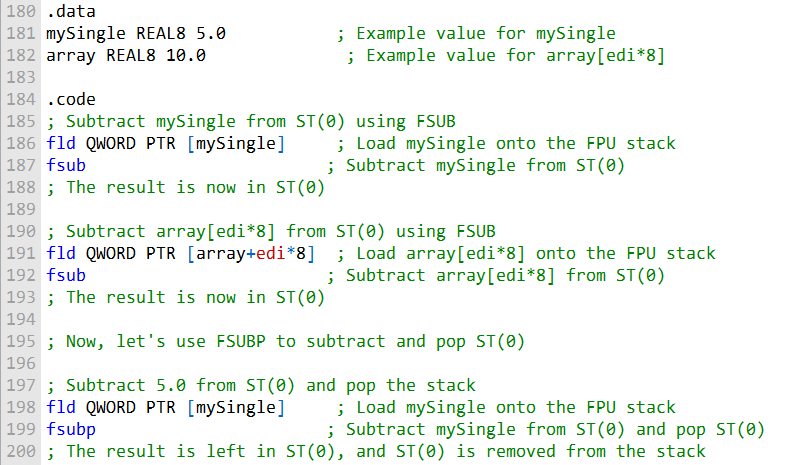 180 .data
181 mySingle REAL8 5.0 ; Example value for mySingle
182 array REAL8 10.0 ; Example value for array[edi*8]
183
184 .code
185 ; Subtract mySingle from ST(0) using FSUB
186 fld QWORD PTR [mySingle] ; Load mySingle onto the FPU stack
187 fsub ; Subtract mySingle from ST(0)
188 ; The result is now in ST(0)
189
190 ; Subtract array[edi*8] from ST(0) using FSUB
191 fld QWORD PTR [array+edi*8] ; Load array[edi*8] onto the FPU stack
192 fsub ; Subtract array[edi*8] from ST(0)
193 ; The result is now in ST(0)
194
195 ; Now, let's use FSUBP to subtract and pop ST(0)
196
197 ; Subtract 5.0 from ST(0) and pop the stack
198 fld QWORD PTR [mySingle] ; Load mySingle onto the FPU stack
199 fsubp ; Subtract mySingle from ST(0) and pop ST(0)
200 ; The result is left in ST(0), and ST(0) is removed from the stack